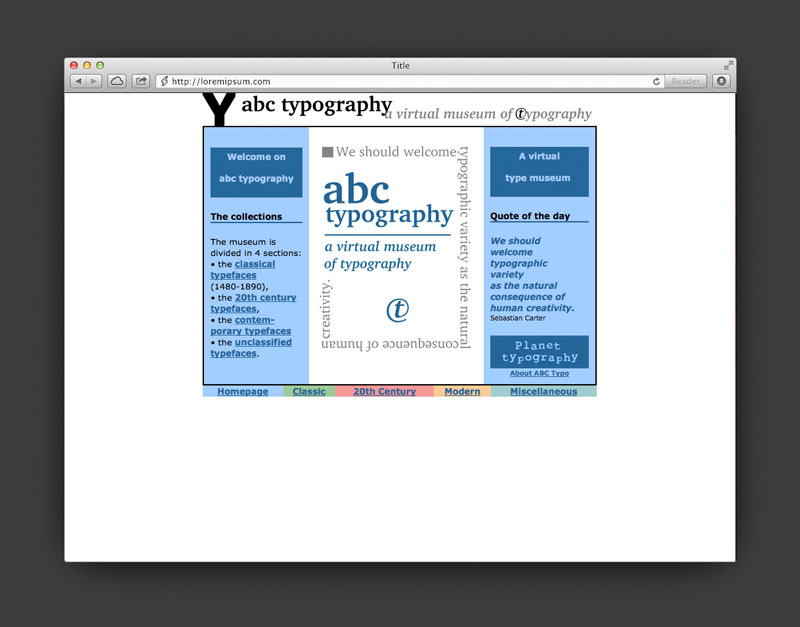 Title
http://loremipsum.com
Reader
Y abc typography
a virtual museum of typography
Welcome on
abc typography
The collections
The museum is
divided in 4 sections:
• the classical
typefaces
(1480-1890),
• the 20th century
typefaces,
• the contem-
porary typefaces
• the unclassified
typefaces.
We should welcome
typographic variety as the natural
consequence of human
creativity.
abc
typography
a virtual museum
of typography
t
A virtual
type museum
Quote of the day
We should
welcome
typographic
variety
as the natural
consequence of
human creativity.
Sebastian Carter
Planet
typography
About ABC Typo
Homepage Classic 20th Century Modern Miscellaneous